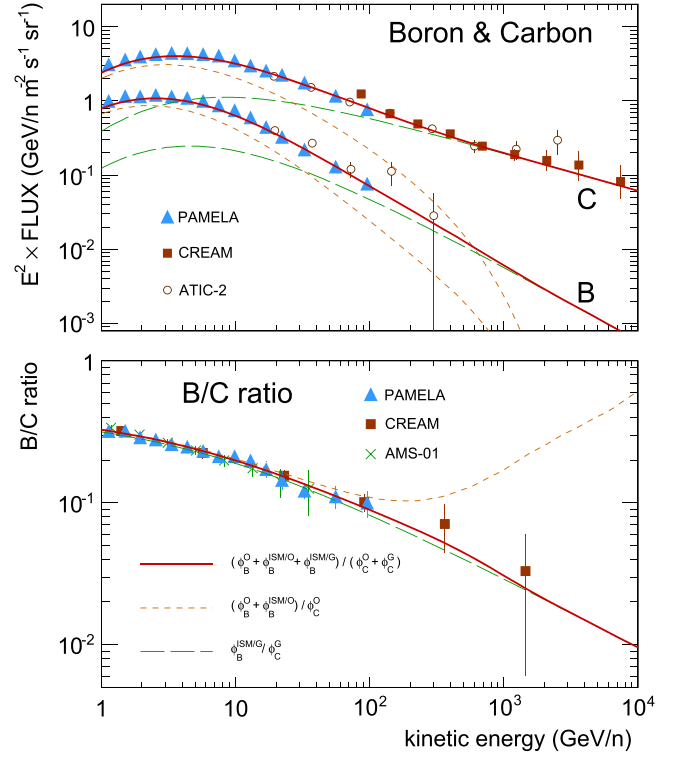 Boron & Carbon
E² × FLUX (GeV/n m² s⁻¹ sr⁻¹)
10
1
10⁻¹
10⁻²
10⁻³
PAMELA
CREAM
ATIC-2
C
B
B/C ratio
B/C ratio
1
10⁻¹
10⁻²
PAMELA
CREAM
AMS-01
(ϕ_B^O + ϕ_B^ISM/O + ϕ_B^ISM/G) / (ϕ_C^O + ϕ_C^G)
(ϕ_B^O + ϕ_B^ISM/O) / ϕ_C^O
ϕ_B^ISM/G / ϕ_C^G
1 10 10² 10³ 10⁴
kinetic energy (GeV/n)